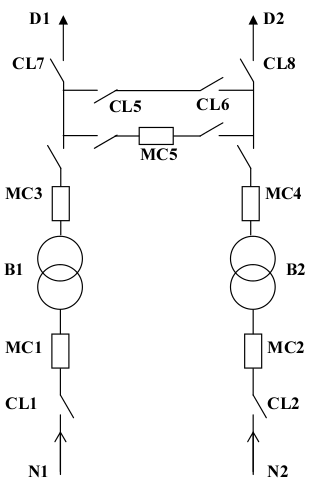 D1 D2
CL7 CL8
CL5 CL6
MC5
MC3 MC4
B1 B2
MC1 MC2
CL1 CL2
N1 N2